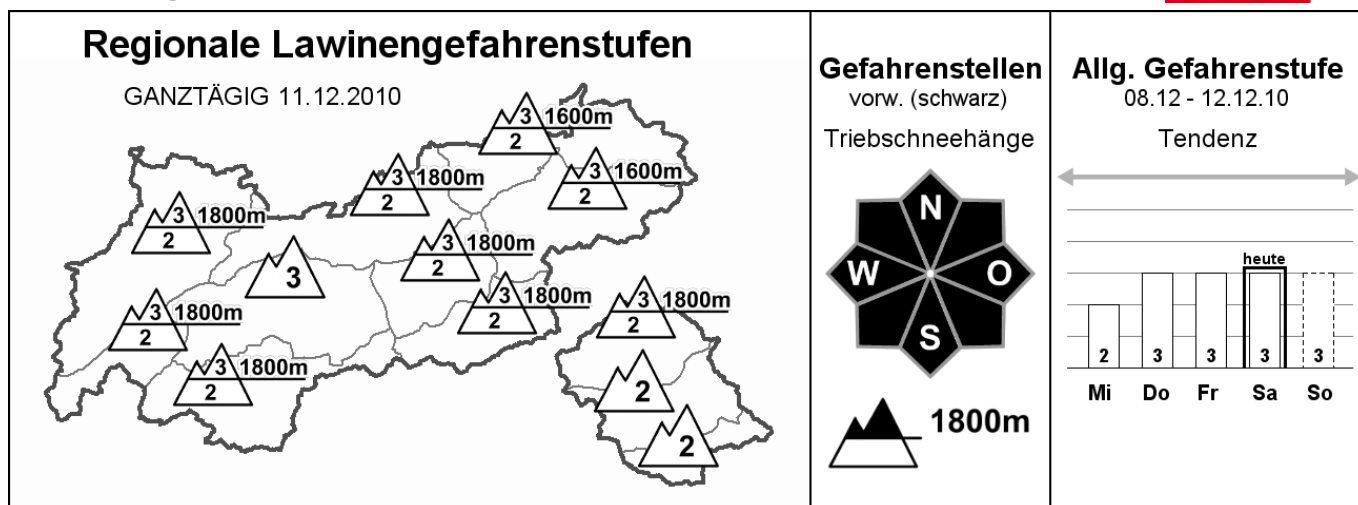 Regionale Lawinengefahrenstufen
GANZTÄGIG 11.12.2010
3 1600m
2
3 1600m
2
3 1800m
2
3 1800m
2
3 1800m
2
3
3 1800m
2
3 1800m
2
3 1800m
2
3 1800m
2
2
2
Gefahrenstellen
vorw. (schwarz)
Triebschneehänge
N
W O
S
1800m
Allg. Gefahrenstufe
08.12 - 12.12.10
Tendenz
heute
2 3 3 3 3
Mi Do Fr Sa So